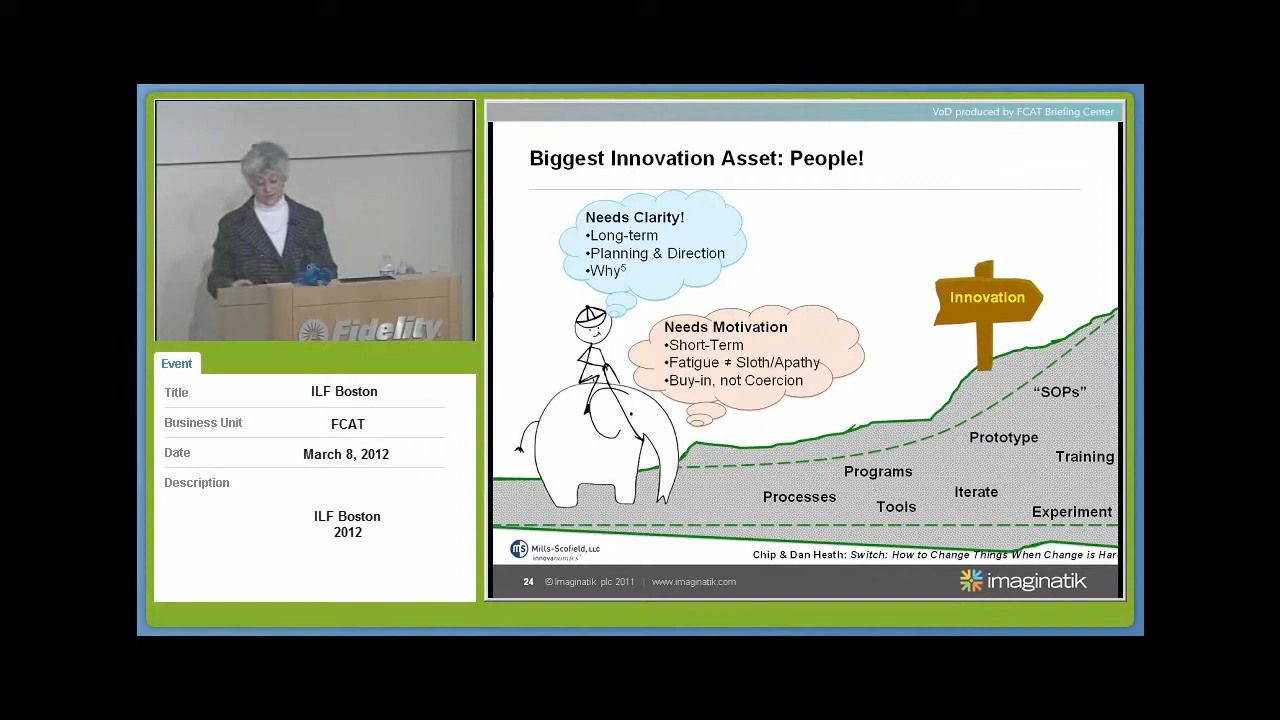 VoD produced by FCAT Briefing Center
Fidelity
Event
Title ILF Boston
Business Unit FCAT
Date March 8, 2012
Description
ILF Boston
2012
Biggest Innovation Asset: People!
Needs Clarity!
•Long-term
•Planning & Direction
•Why⁵
Needs Motivation
•Short-Term
•Fatigue ≠ Sloth/Apathy
•Buy-in, not Coercion
Innovation
“SOPs”
Prototype
Training
Programs
Processes
Iterate
Tools
Experiment
MS Mills-Scofield, LLC
innovanomics™
Chip & Dan Heath: Switch: How to Change Things When Change is Har
24 © Imaginatik plc 2011 | www.imaginatik.com
imaginatik